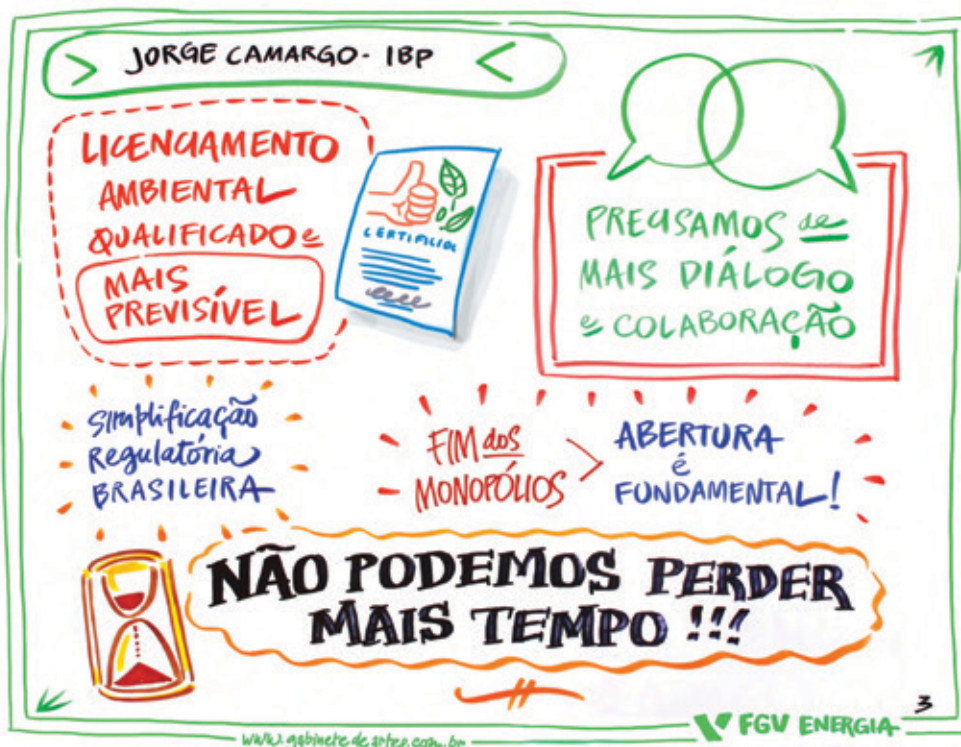 JORGE CAMARGO - IBP
LICENCIAMENTO
AMBIENTAL
QUALIFICADO e
MAIS
PREVISÍVEL
PRECISAMOS de
MAIS DIÁLOGO
e COLABORAÇÃO
Simplificação
Regulatória
BRASILEIRA
FIM dos
MONOPÓLIOS
ABERTURA
é
FUNDAMENTAL!
NÃO PODEMOS PERDER
MAIS TEMPO !!!
3
FGV ENERGIA
www.gabinetedeartes.com.br